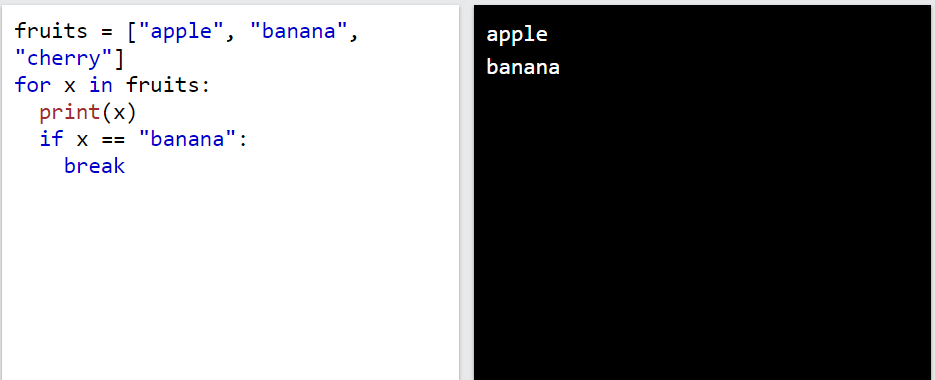 fruits = ["apple", "banana",
"cherry"]
for x in fruits:
  print(x)
  if x == "banana":
    break
apple
banana